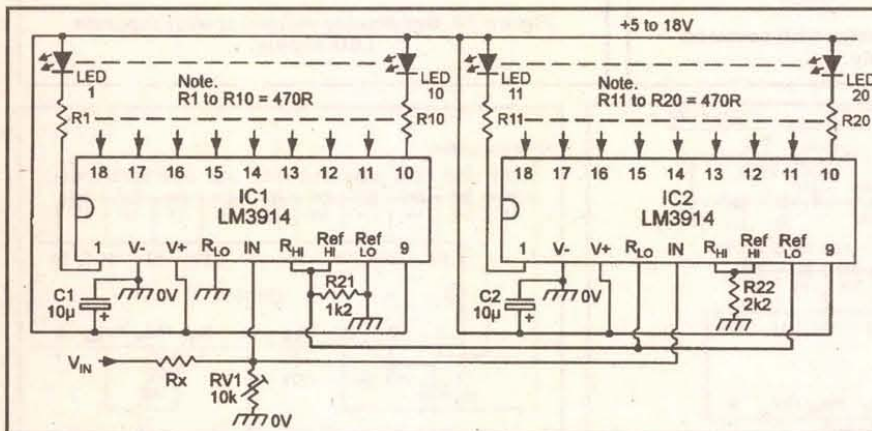 +5 to 18V
LED 1
LED 10
LED 11
LED 20
Note.
R1 to R10 = 470R
Note.
R11 to R20 = 470R
R1
R10
R11
R20
18 17 16 15 14 13 12 11 10
18 17 16 15 14 13 12 11 10
IC1
LM3914
IC2
LM3914
1 V- V+ RLO IN RHI Ref HI Ref LO 9
1 V- V+ RLO IN RHI Ref HI Ref LO 9
C1
10µ
+
0V
R21
1k2
C2
10µ
+
0V
R22
2k2
VIN
Rx
RV1
10k
0V